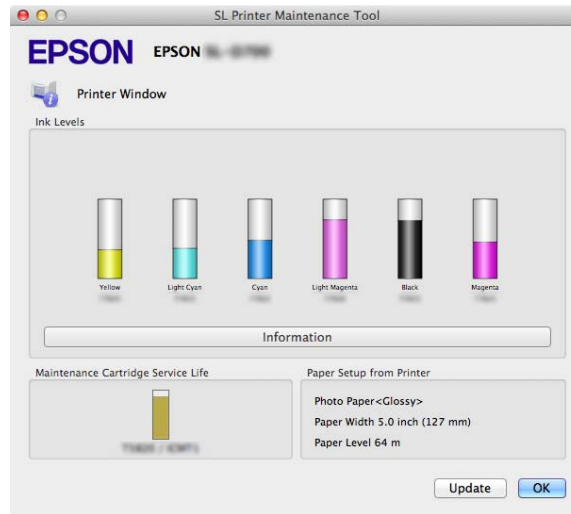 SL Printer Maintenance Tool
EPSON EPSON
Printer Window
Ink Levels
Yellow Light Cyan Cyan Light Magenta Black Magenta
Information
Maintenance Cartridge Service Life
Paper Setup from Printer
Photo Paper<Glossy>
Paper Width 5.0 inch (127 mm)
Paper Level 64 m
Update OK